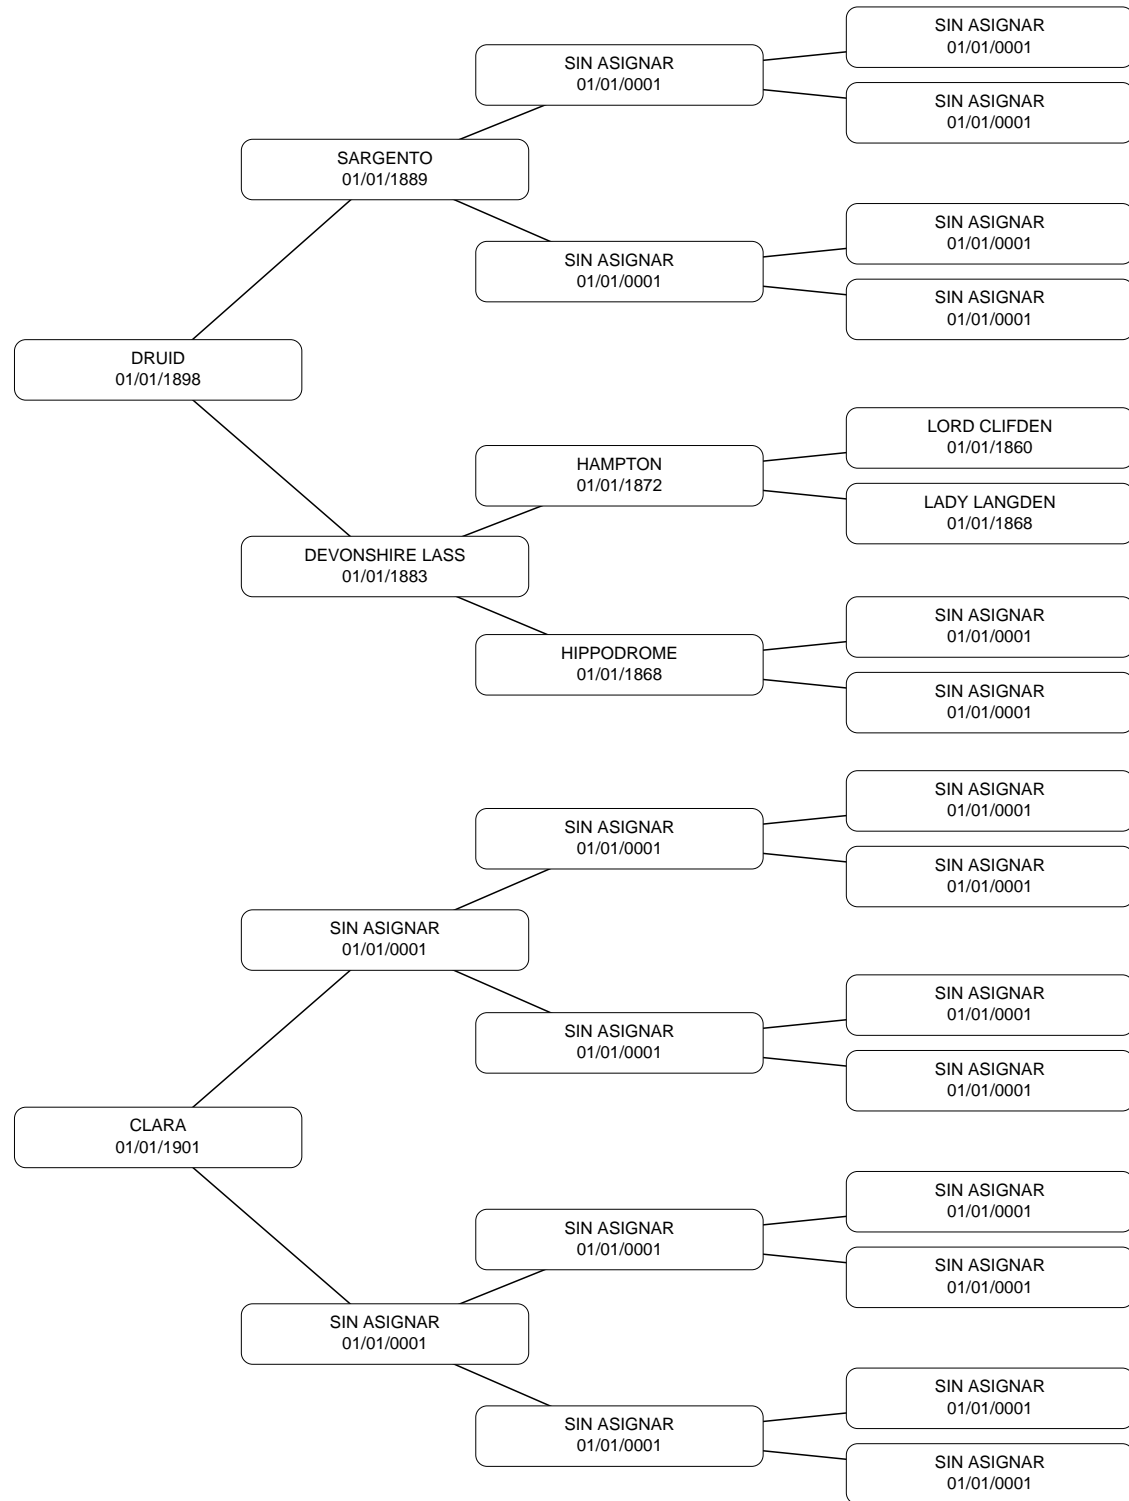 SIN ASIGNAR
01/01/0001
SIN ASIGNAR
01/01/0001
SIN ASIGNAR
01/01/0001
SARGENTO
01/01/1889
SIN ASIGNAR
01/01/0001
SIN ASIGNAR
01/01/0001
SIN ASIGNAR
01/01/0001
DRUID
01/01/1898
LORD CLIFDEN
01/01/1860
HAMPTON
01/01/1872
LADY LANGDEN
01/01/1868
DEVONSHIRE LASS
01/01/1883
SIN ASIGNAR
01/01/0001
HIPPODROME
01/01/1868
SIN ASIGNAR
01/01/0001
SIN ASIGNAR
01/01/0001
SIN ASIGNAR
01/01/0001
SIN ASIGNAR
01/01/0001
SIN ASIGNAR
01/01/0001
SIN ASIGNAR
01/01/0001
SIN ASIGNAR
01/01/0001
SIN ASIGNAR
01/01/0001
CLARA
01/01/1901
SIN ASIGNAR
01/01/0001
SIN ASIGNAR
01/01/0001
SIN ASIGNAR
01/01/0001
SIN ASIGNAR
01/01/0001
SIN ASIGNAR
01/01/0001
SIN ASIGNAR
01/01/0001
SIN ASIGNAR
01/01/0001